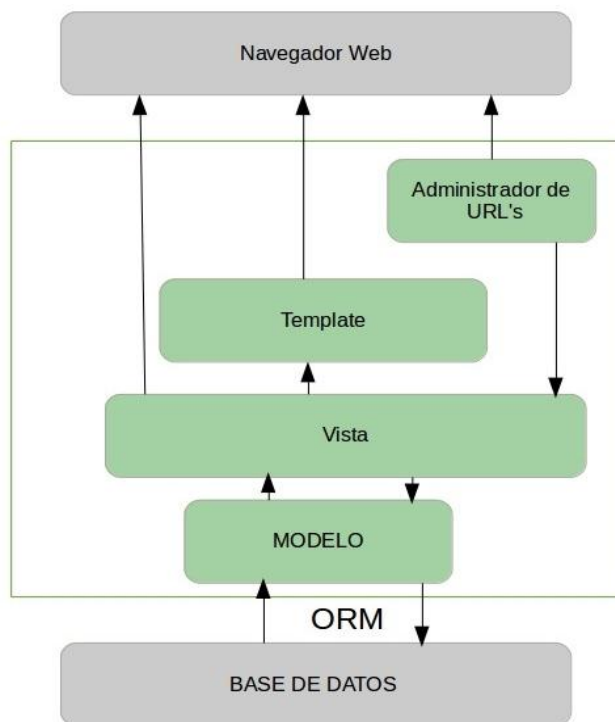 Navegador Web
Administrador de
URL's
Template
Vista
MODELO
ORM
BASE DE DATOS